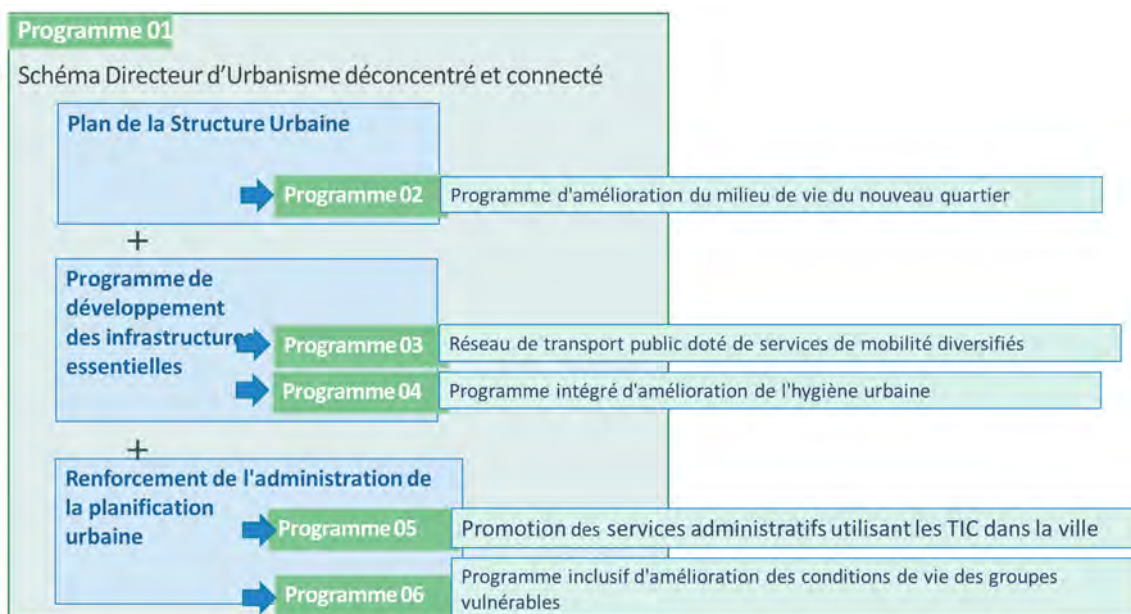 Programme 01
Schéma Directeur d'Urbanisme déconcentré et connecté
Plan de la Structure Urbaine
Programme 02
Programme d'amélioration du milieu de vie du nouveau quartier
+
Programme de
développement
des infrastructures
essentielles
Programme 03
Réseau de transport public doté de services de mobilité diversifiés
Programme 04
Programme intégré d'amélioration de l'hygiène urbaine
+
Renforcement de l'administration de
la planification
urbaine
Programme 05
Promotion des services administratifs utilisant les TIC dans la ville
Programme 06
Programme inclusif d'amélioration des conditions de vie des groupes
vulnérables